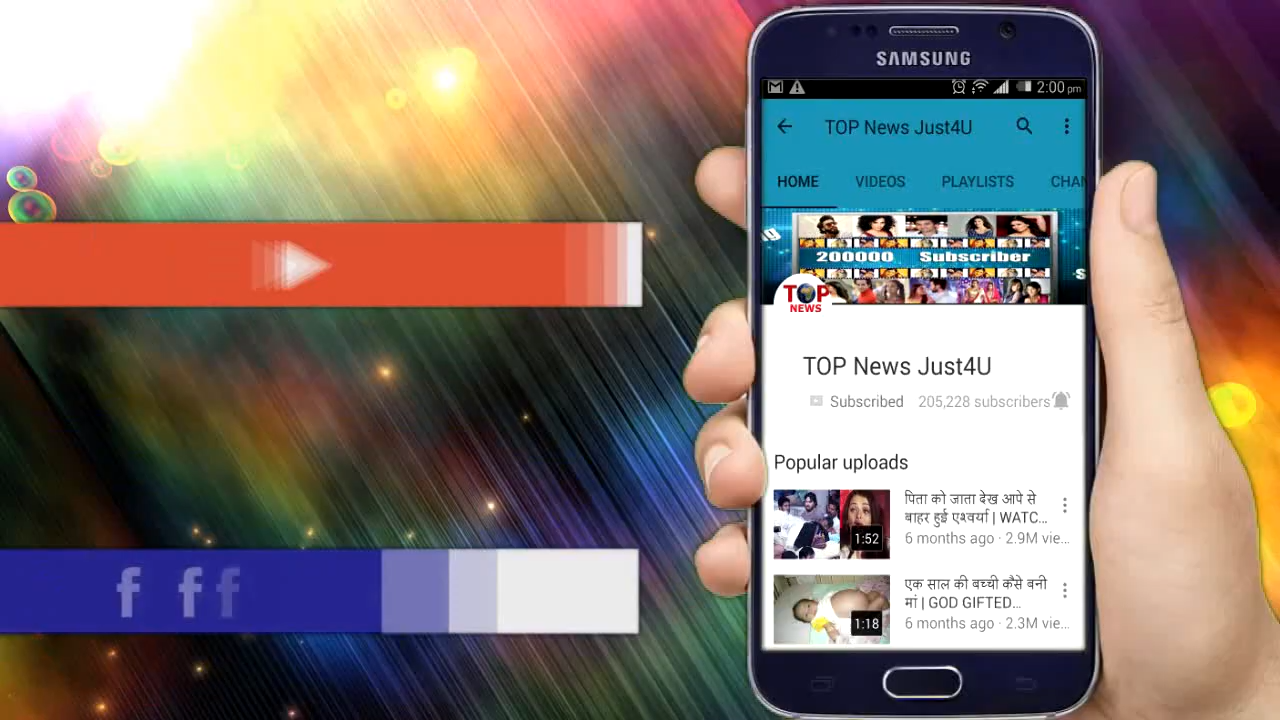 SAMSUNG
2:00 pm
TOP News Just4U
HOME VIDEOS PLAYLISTS CHAN
200000 Subscriber
TOP
NEWS
TOP News Just4U
Subscribed 205,228 subscribers
Popular uploads
पिता को जाता देख आपे से
बाहर हुई एश्वर्या | WATC...
6 months ago · 2.9M vie...
1:52
एक साल की बच्ची कैसे बनी
मां | GOD GIFTED...
6 months ago · 2.3M vie...
1:18
f f f